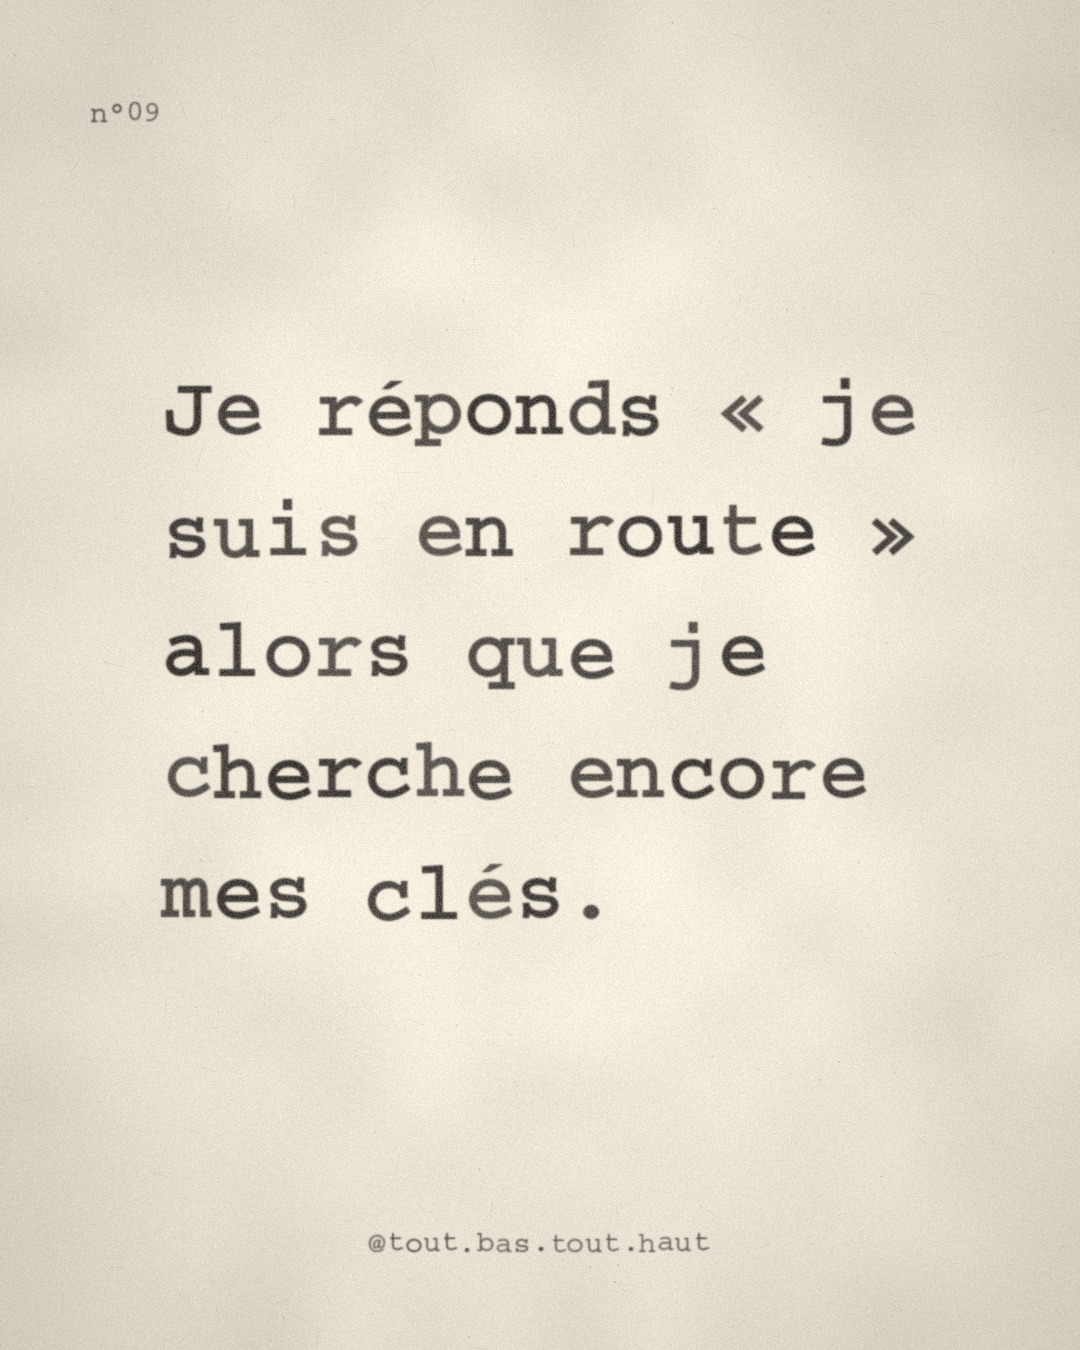 n°09
Je réponds « je
suis en route »
alors que je
cherche encore
mes clés.
@tout.bas.tout.haut